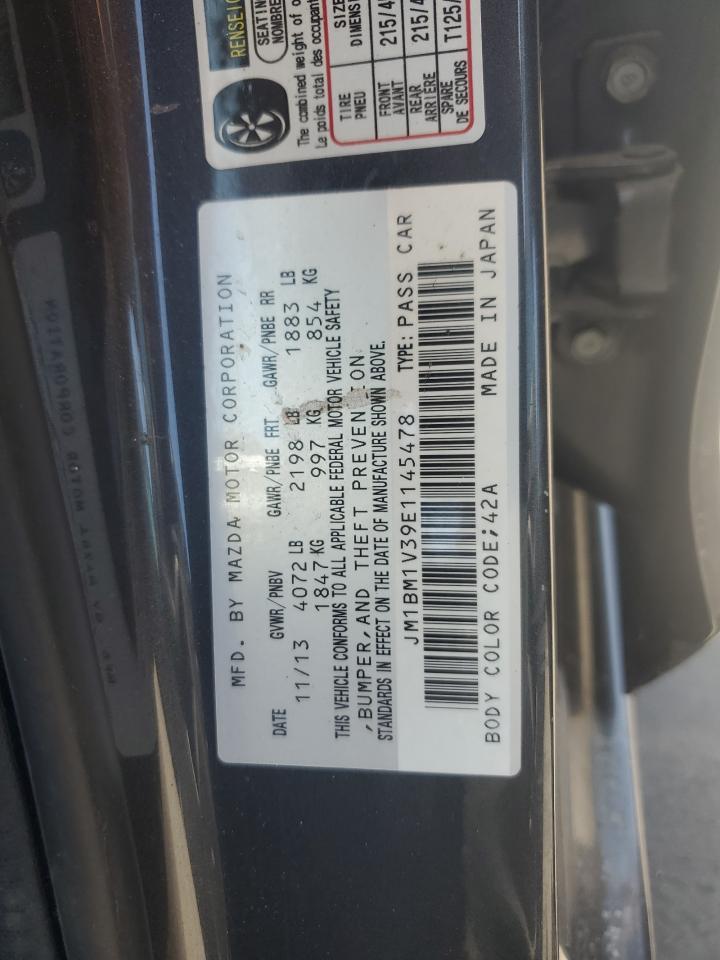 RENSEIG
SEATIN
NOMBRE
The combined weight of o
Le poids total des occupant
TIRE
PNEU
SIZE
DIMENS
FRONT
AVANT
215/4
REAR
ARRIÈRE
215/4
SPARE
DE SECOURS
T125/
MFD. BY MAZDA MOTOR CORPORATION
DATE GVWR/PNBV GAWR/PNBE FRT GAWR/PNBE RR
11/13 4072 LB 2198 LB 1883 LB
1847 KG 997 KG 854 KG
THIS VEHICLE CONFORMS TO ALL APPLICABLE FEDERAL MOTOR VEHICLE SAFETY
,BUMPER,AND THEFT PREVENTION
STANDARDS IN EFFECT ON THE DATE OF MANUFACTURE SHOWN ABOVE.
JM1BM1V39E1145478 TYPE: PASS CAR
BODY COLOR CODE;42A MADE IN JAPAN